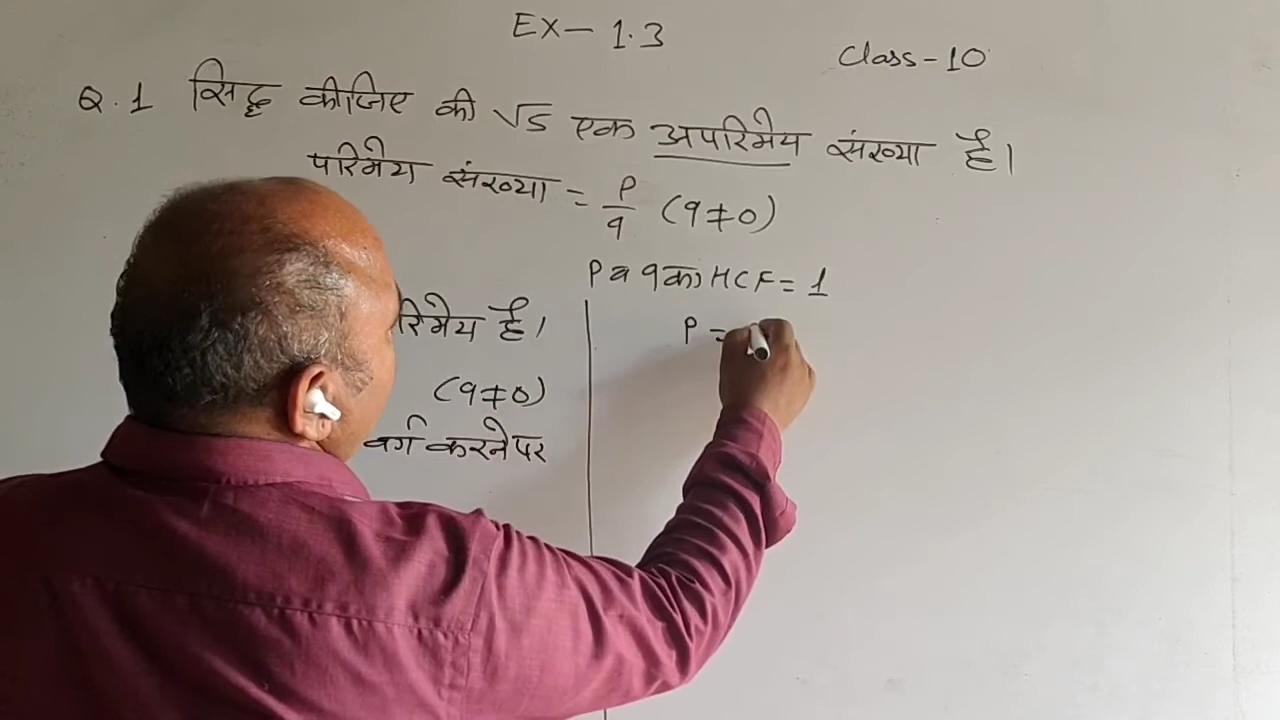 Ex- 1.3
Class-10
Q.1 सिद्ध कीजिए की √5 एक अपरिमेय संख्या है।
परिमेय संख्या = p/q (q≠0)
P व q का HCF = 1
है।
P =
(q≠0)
वर्ग करने पर